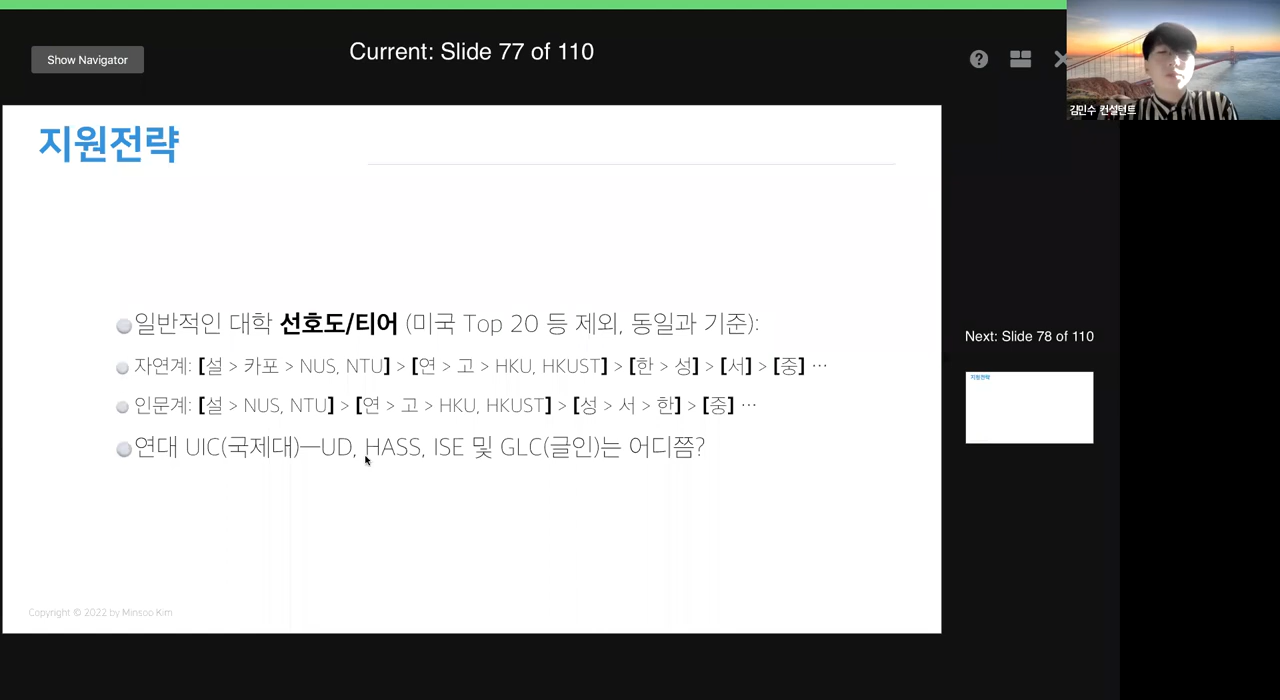 Show Navigator
Current: Slide 77 of 110
?
김민수 컨설턴트
지원전략
일반적인 대학 선호도/티어 (미국 Top 20 등 제외, 동일과 기준):
자연계: [설 > 카포 > NUS, NTU] > [연 > 고 > HKU, HKUST] > [한 > 성] > [서] > [중] ···
인문계: [설 > NUS, NTU] > [연 > 고 > HKU, HKUST] > [성 > 서 > 한] > [중] ···
연대 UIC(국제대)—UD, HASS, ISE 및 GLC(글인)는 어디쯤?
Copyright © 2022 by Minsoo Kim
Next: Slide 78 of 110
지원전략